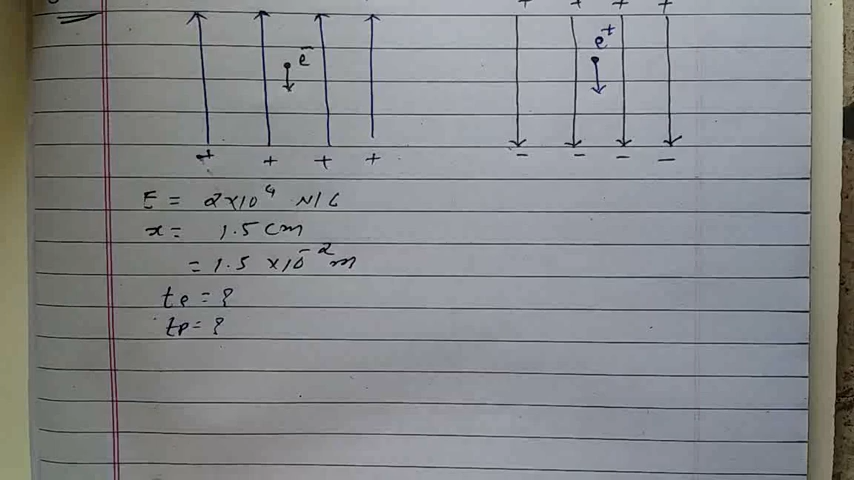 + + + +
e⁻
e⁺
+ + + +
- - - -
E = 2×10⁴ N/C
x = 1.5 cm
= 1.5 ×10⁻² m
te = ?
tp = ?